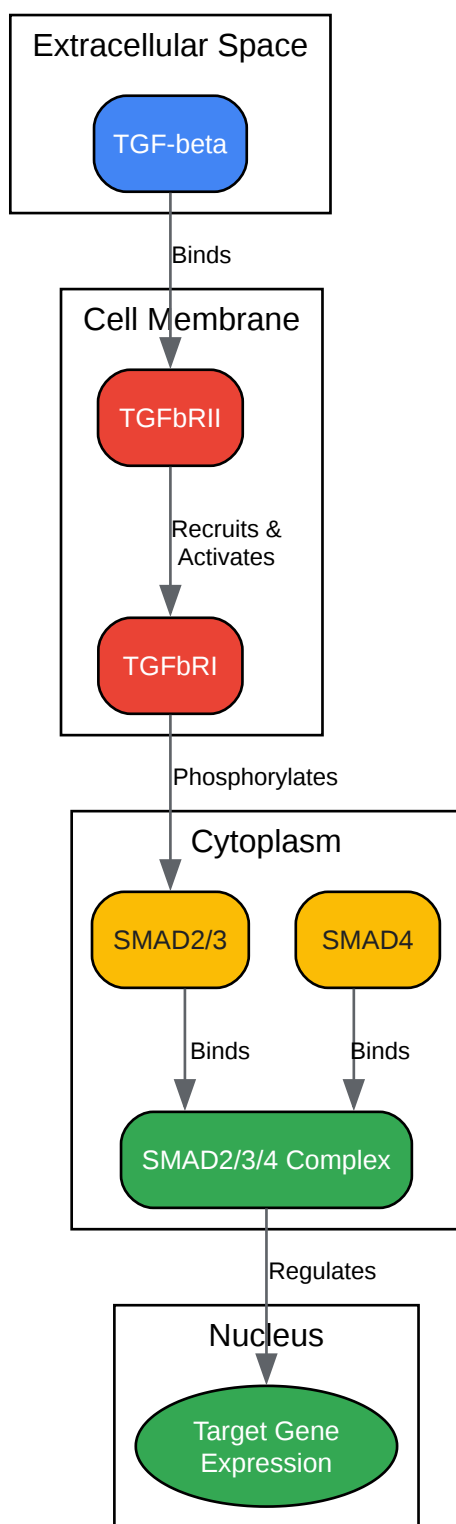 Extracellular Space
TGF-beta
Binds
Cell Membrane
TGFbRII
Recruits &
Activates
TGFbRI
Phosphorylates
Cytoplasm
SMAD2/3
SMAD4
Binds
Binds
SMAD2/3/4 Complex
Regulates
Nucleus
Target Gene
Expression